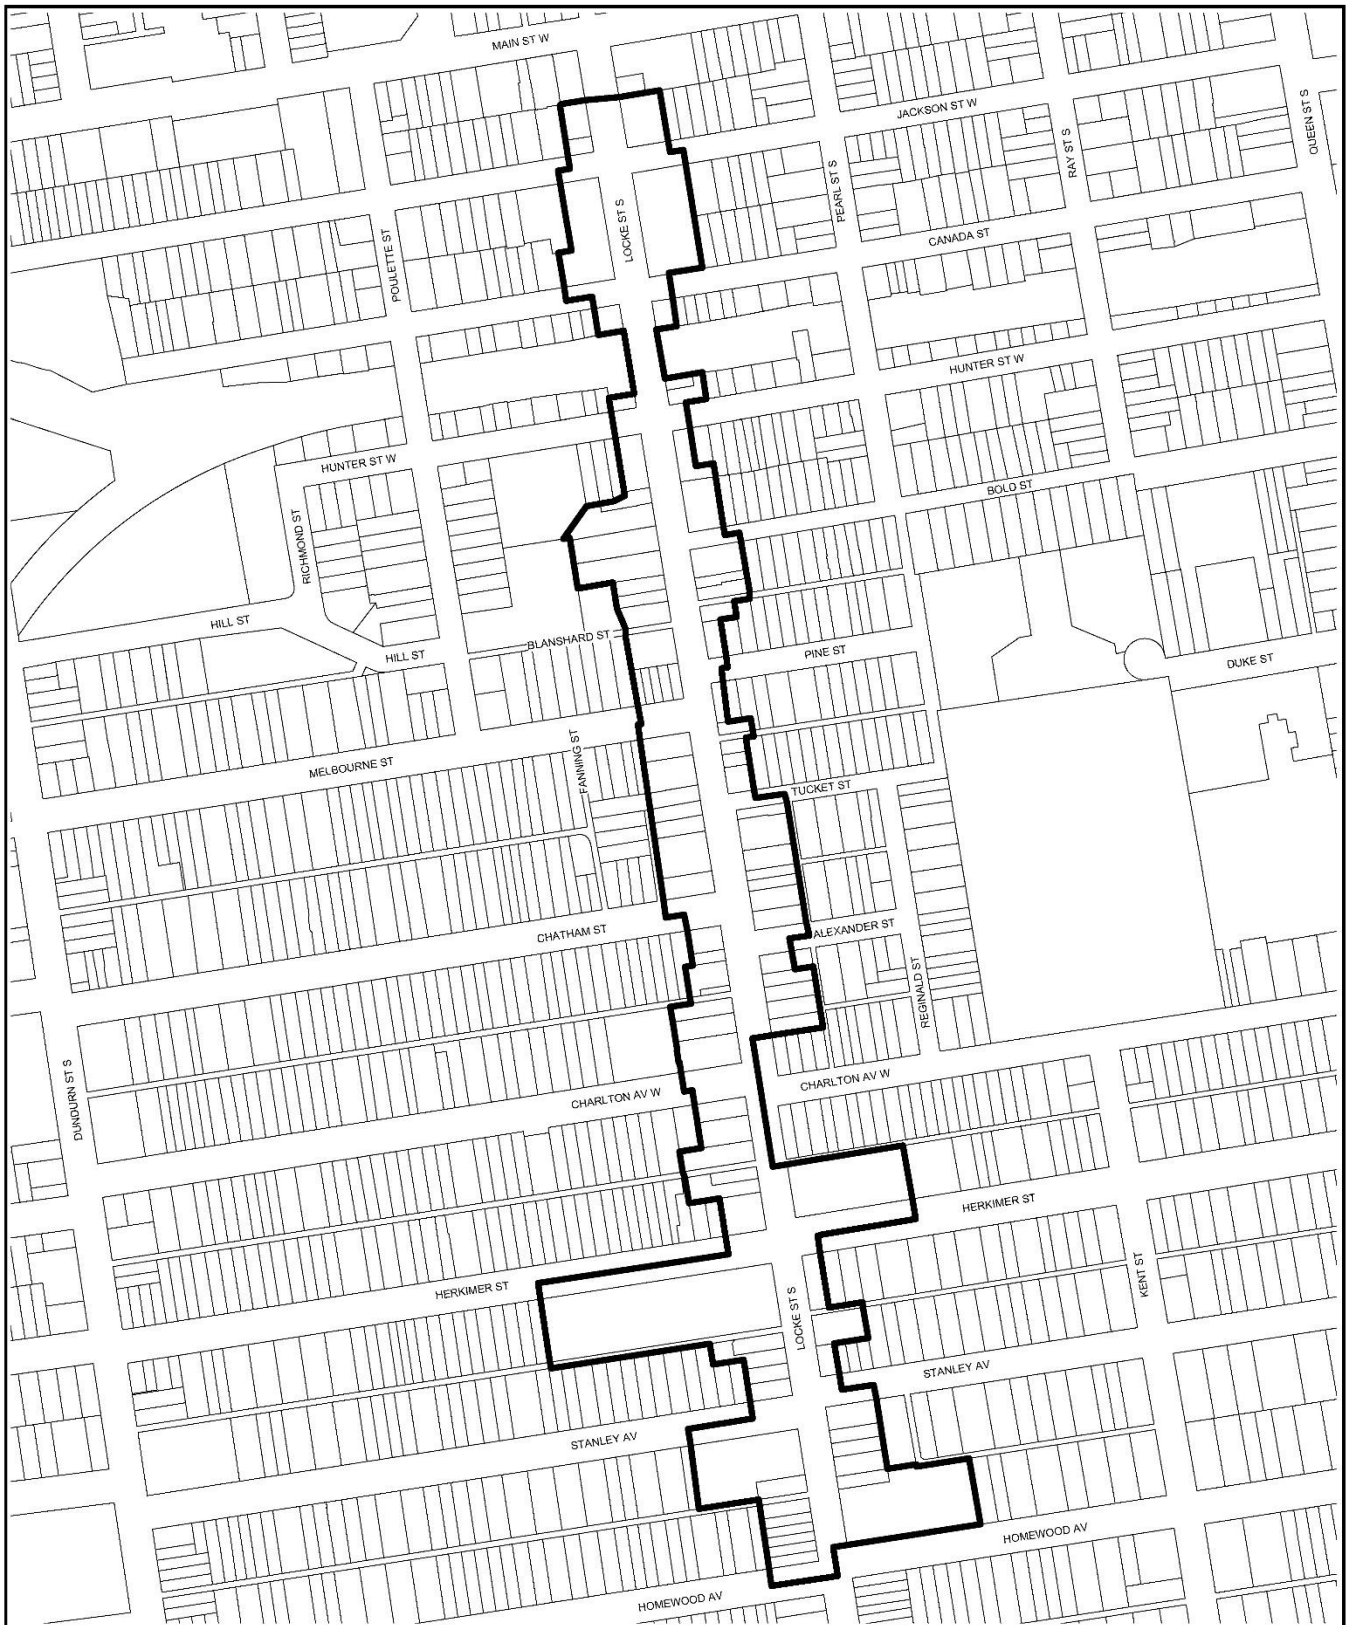 MAIN ST W
JACKSON ST W
QUEEN ST S
RAY ST S
PEARL ST S
LOCKE ST S
CANADA ST
POULETTE ST
HUNTER ST W
HUNTER ST W
BOLD ST
RICHMOND ST
HILL ST
BLANSHARD ST
HILL ST
PINE ST
DUKE ST
MELBOURNE ST
FANNING ST
TUCKET ST
CHATHAM ST
ALEXANDER ST
REGINALD ST
DUNDURN ST S
CHARLTON AV W
CHARLTON AV W
HERKIMER ST
KENT ST
HERKIMER ST
LOCKE ST S
STANLEY AV
STANLEY AV
HOMEWOOD AV
HOMEWOOD AV